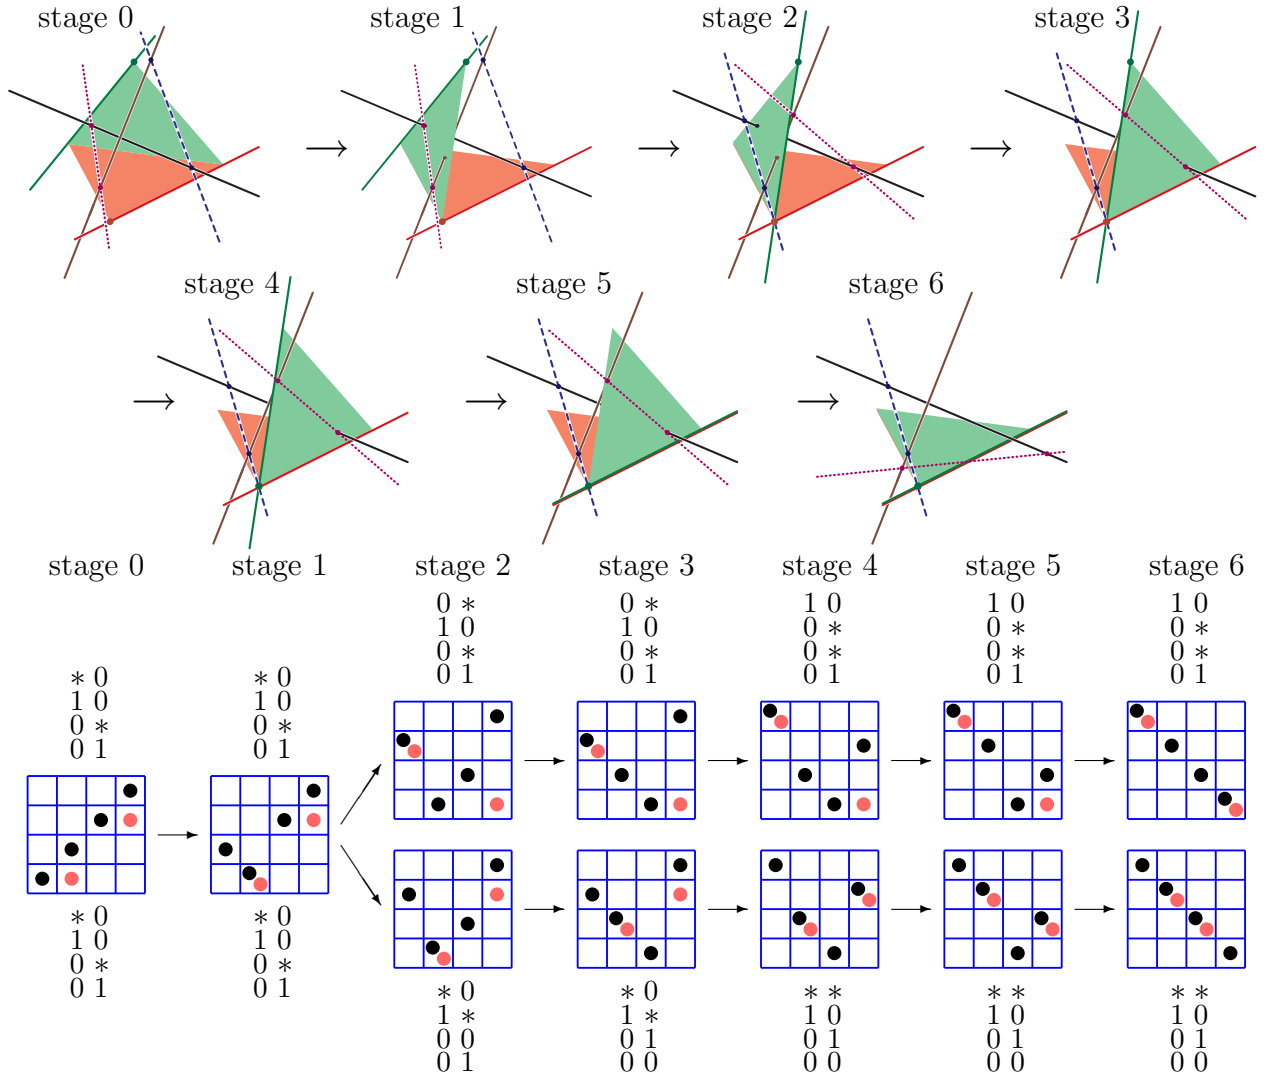 stage 0 stage 1 stage 2 stage 3
stage 4 stage 5 stage 6
stage 0 stage 1 stage 2 stage 3 stage 4 stage 5 stage 6
0 * 0 * 1 0 1 0 1 0
1 0 1 0 0 * 0 * 0 *
0 * 0 * 0 * 0 * 0 *
0 1 0 1 0 1 0 1 0 1
* 0 * 0
1 0 1 0
0 * 0 *
0 1 0 1
* 0 * 0
1 0 1 0
0 * 0 *
0 1 0 1
* 0 * 0 * * * * * *
1 * 1 * 1 0 1 0 1 0
0 0 0 1 0 1 0 1 0 1
0 1 0 0 0 0 0 0 0 0